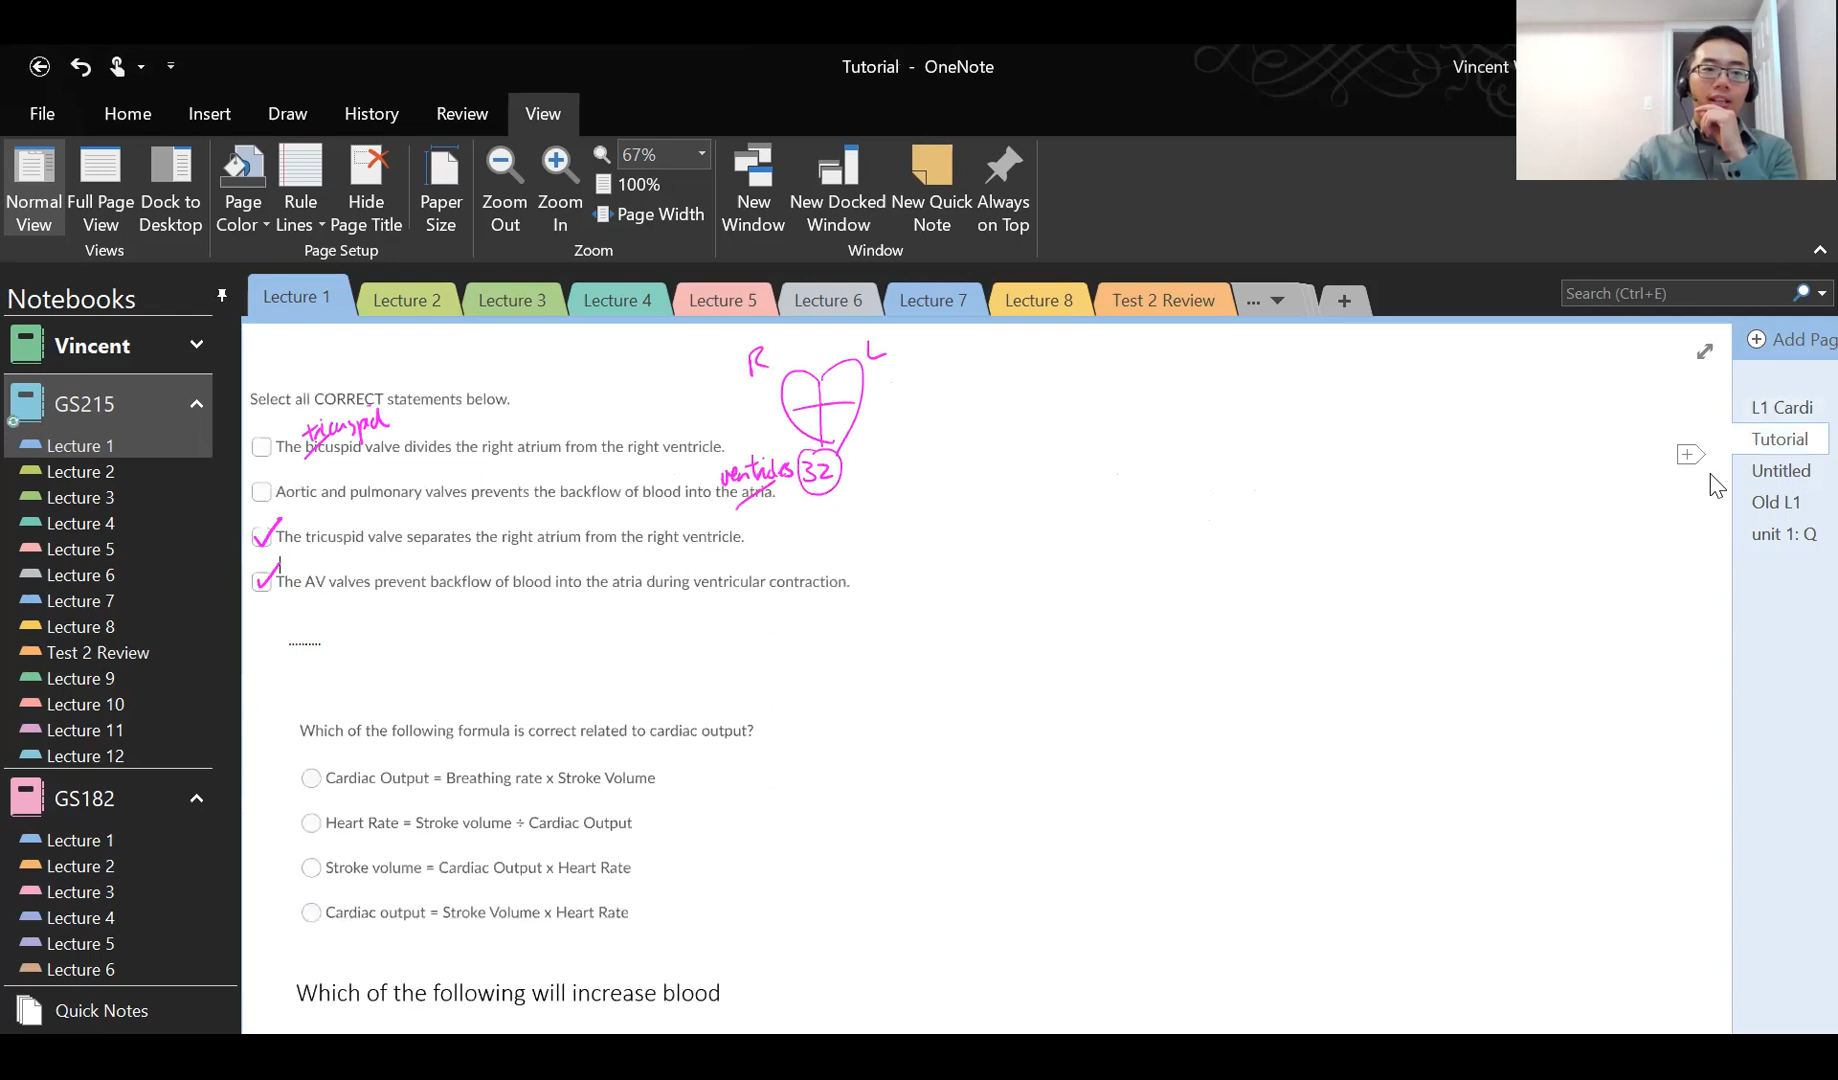 Tutorial - OneNote
Vincent W
File Home Insert Draw History Review View
67%
100%
Page Width
Normal View
Full Page View
Dock to Desktop
Page Color
Rule Lines
Hide Page Title
Paper Size
Zoom Out
Zoom In
New Window
New Docked Window
New Quick Note
Always on Top
Views Page Setup Zoom Window
Notebooks
Lecture 1 Lecture 2 Lecture 3 Lecture 4 Lecture 5 Lecture 6 Lecture 7 Lecture 8 Test 2 Review ... +
Search (Ctrl+E)
Vincent
GS215
Lecture 1
Lecture 2
Lecture 3
Lecture 4
Lecture 5
Lecture 6
Lecture 7
Lecture 8
Test 2 Review
Lecture 9
Lecture 10
Lecture 11
Lecture 12
GS182
Lecture 1
Lecture 2
Lecture 3
Lecture 4
Lecture 5
Lecture 6
Quick Notes
R L
Select all CORRECT statements below.
tricuspid
The bicuspid valve divides the right atrium from the right ventricle.
ventricles 32
Aortic and pulmonary valves prevents the backflow of blood into the atria.
The tricuspid valve separates the right atrium from the right ventricle.
The AV valves prevent backflow of blood into the atria during ventricular contraction.
..........
Which of the following formula is correct related to cardiac output?
Cardiac Output = Breathing rate x Stroke Volume
Heart Rate = Stroke volume ÷ Cardiac Output
Stroke volume = Cardiac Output x Heart Rate
Cardiac output = Stroke Volume x Heart Rate
Which of the following will increase blood
Add Pag
L1 Cardi
Tutorial
Untitled
Old L1
unit 1: Q